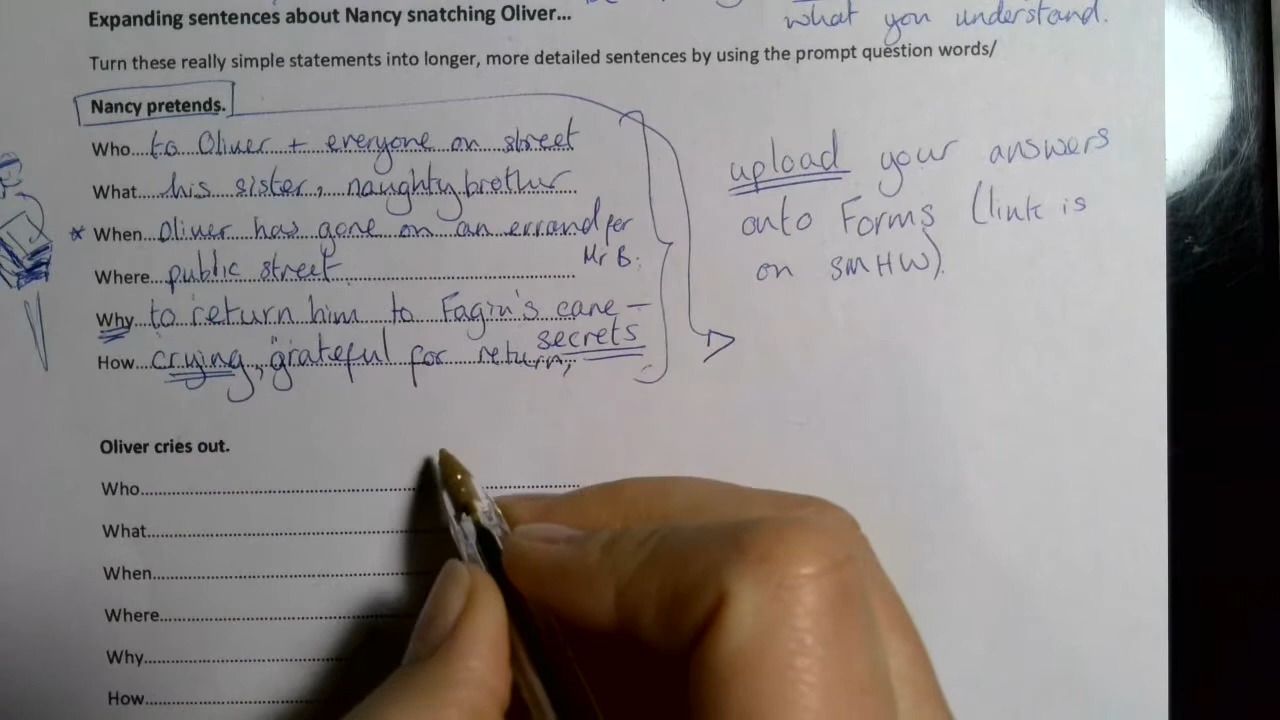 Expanding sentences about Nancy snatching Oliver...
what you understand.
Turn these really simple statements into longer, more detailed sentences by using the prompt question words/
Nancy pretends.
Who...to Oliver + everyone on street
What...his sister, naughty brother
* When...Oliver has gone on an errand for
Mr B.
Where...public street
Why...to return him to Fagin's cane –
secrets
How...crying, grateful for return,
upload your answers
onto Forms (link is
on SMHW).
Oliver cries out.
Who
What
When
Where
Why
How